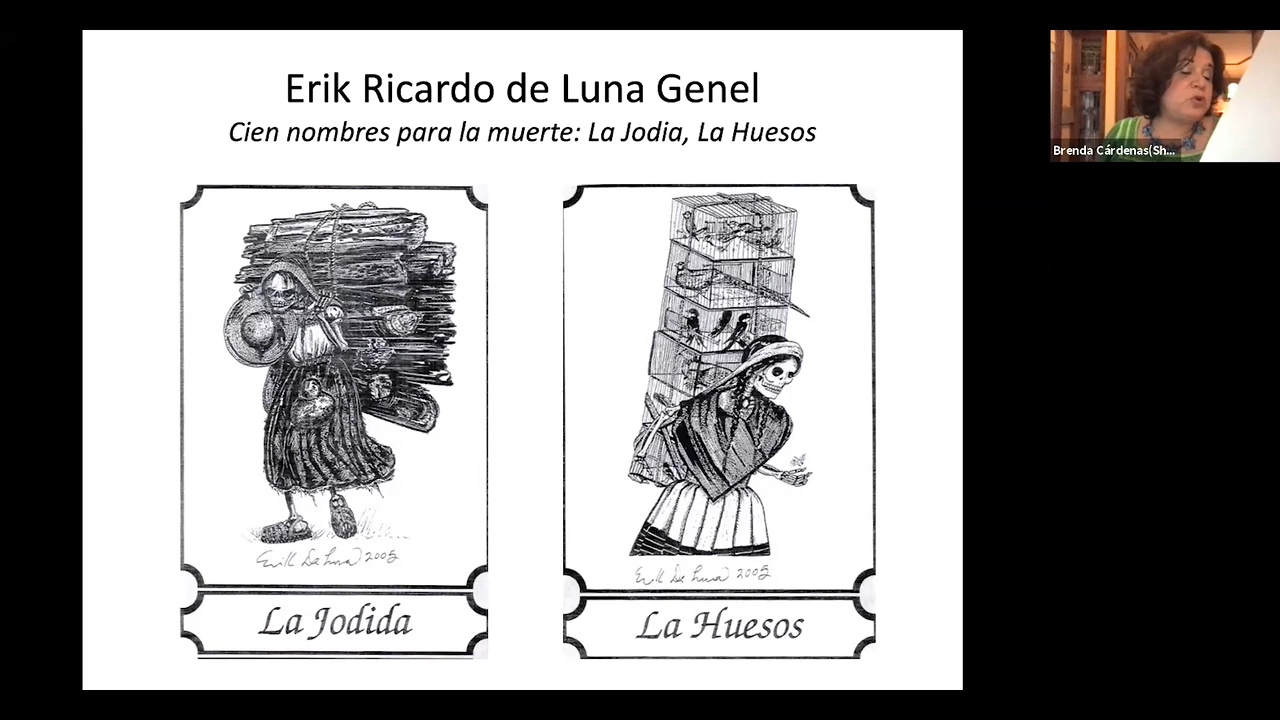 Erik Ricardo de Luna Genel
Cien nombres para la muerte: La Jodia, La Huesos
Brenda Cárdenas(Sh...
Erik De Luna 2005
Erik De Luna 2005
La Jodida
La Huesos